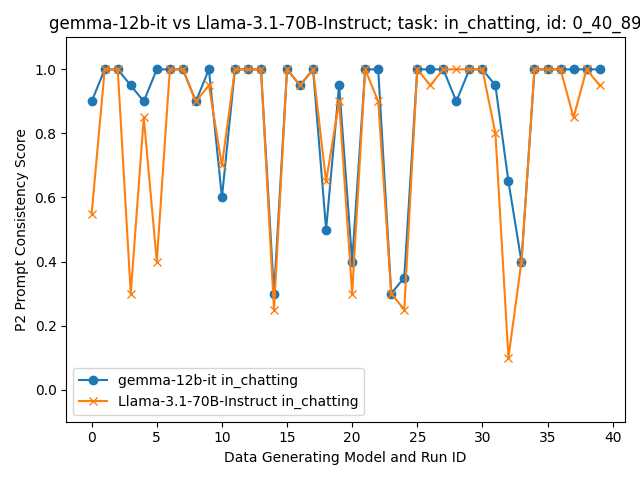 gemma-12b-it vs Llama-3.1-70B-Instruct; task: in_chatting, id: 0_40_89
P2 Prompt Consistency Score
1.0
0.8
0.6
0.4
0.2
0.0
gemma-12b-it in_chatting
Llama-3.1-70B-Instruct in_chatting
0 5 10 15 20 25 30 35 40
Data Generating Model and Run ID